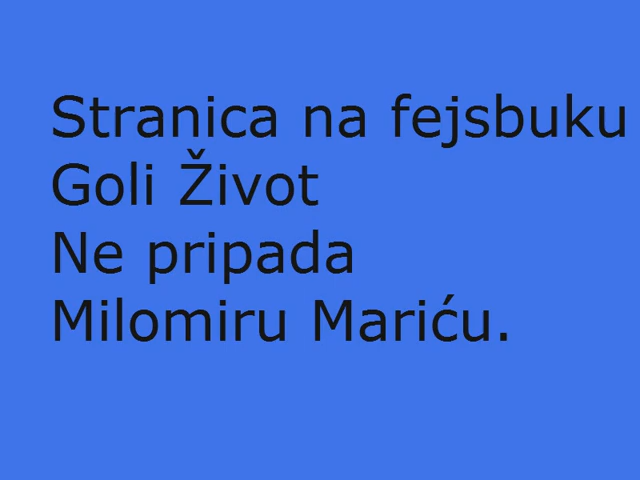 Stranica na fejsbuku
Goli Život
Ne pripada
Milomiru Mariću.